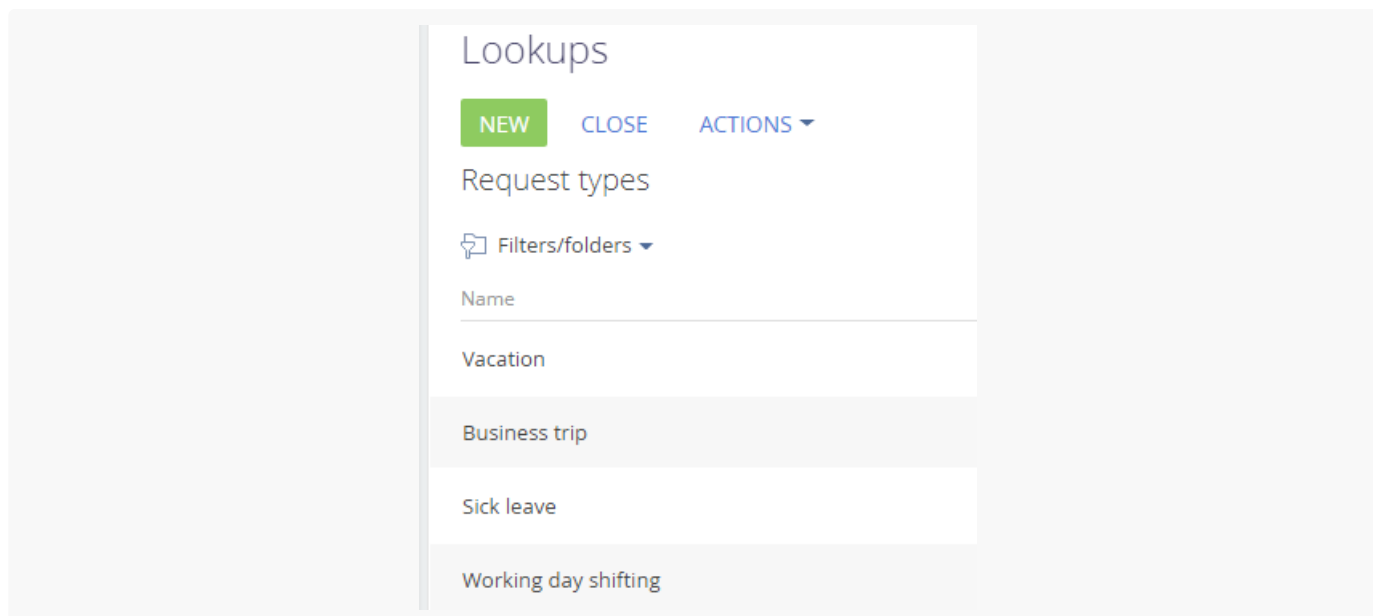 Lookups
NEW CLOSE ACTIONS
Request types
Filters/folders
Name
Vacation
Business trip
Sick leave
Working day shifting